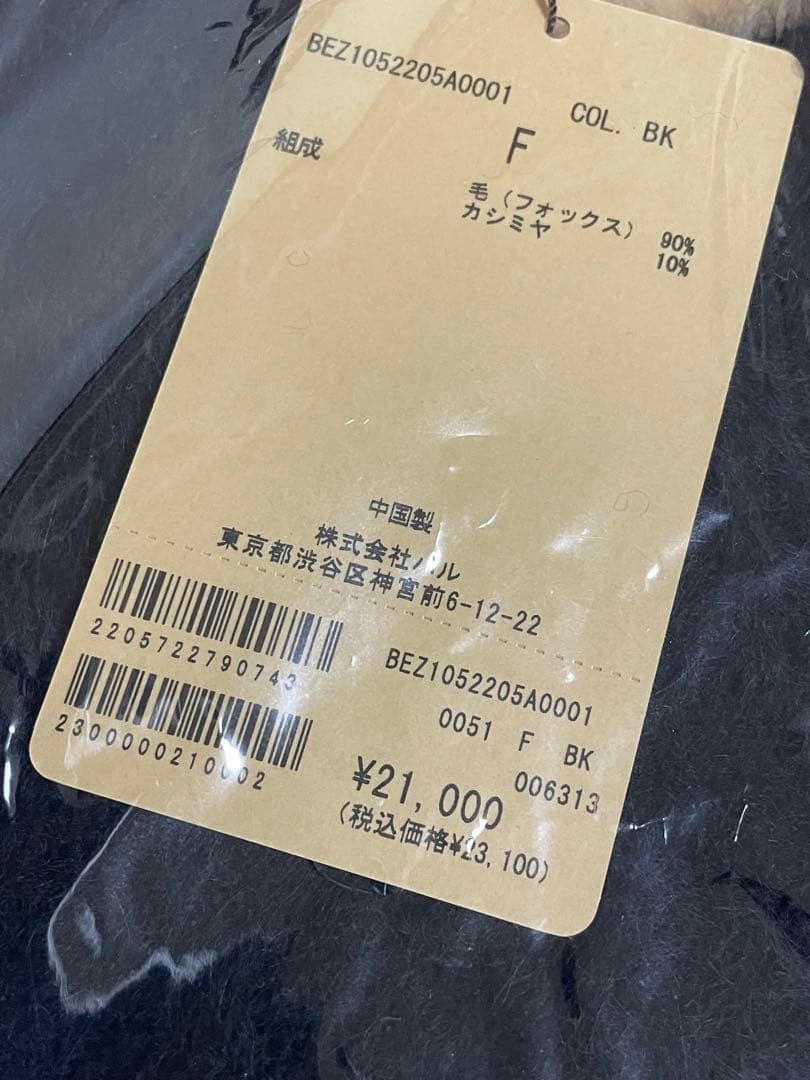 BEZ1052205A0001 COL. BK
組成 F
毛（フォックス） 90%
カシミヤ 10%
中国製
株式会社パル
東京都渋谷区神宮前6-12-22
2205722790743
2300000210002
BEZ1052205A0001
0051 F BK
006313
¥21,000
(税込価格¥23,100)